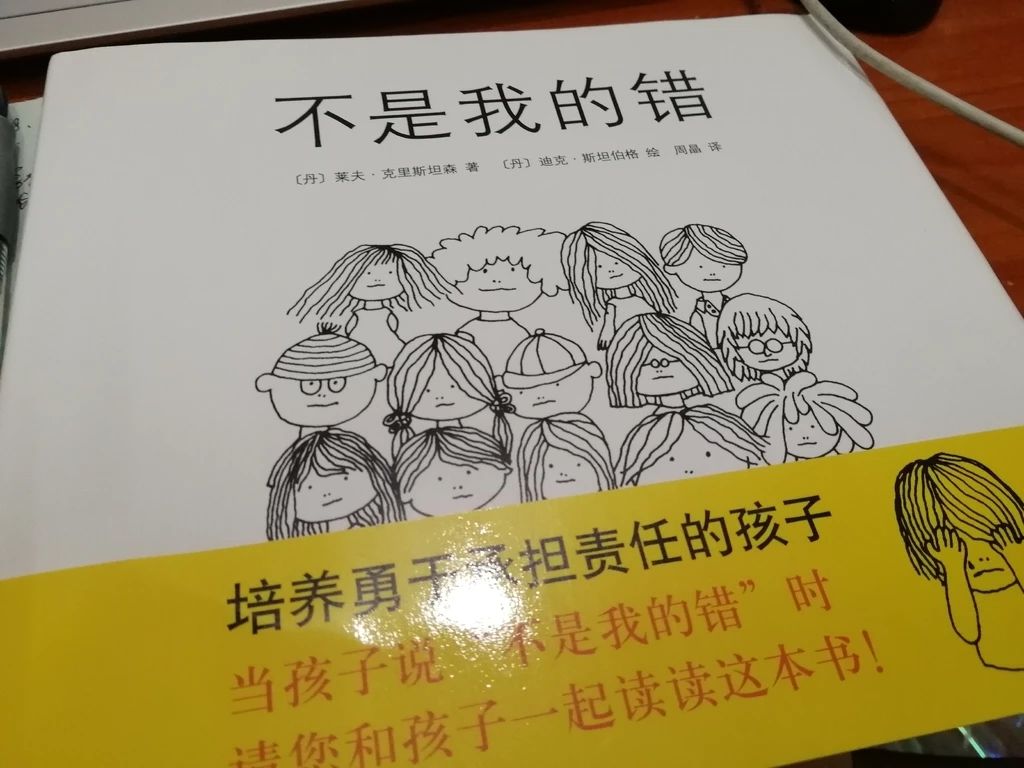 不是我的错
〔丹〕莱夫·克里斯坦森 著 〔丹〕迪克·斯坦伯格 绘 周晶 译
培养勇于承担责任的孩子
当孩子说“不是我的错”时
请您和孩子一起读读这本书!